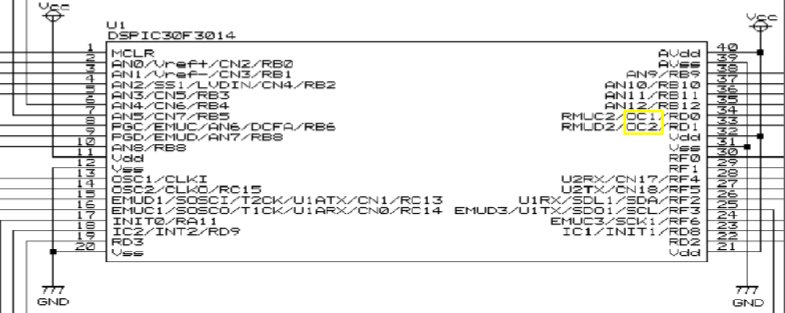 Vcc
Vcc
U1
DSPIC30F3014
1 MCLR AVdd 40
2 AN0/Vref+/CN2/RB0 AVss 39
3 AN1/Vref-/CN3/RB1 AN9/RB9 38
4 AN2/SS1/LVDIN/CN4/RB2 AN10/RB10 37
5 AN3/CN5/RB3 AN11/RB11 36
6 AN4/CN6/RB4 AN12/RB12 35
7 AN5/CN7/RB5 RMUC2/OC1/RD0 34
8 PGC/EMUC/AN6/DCFA/RB6 RMUD2/OC2/RD1 33
9 PGD/EMUD/AN7/RB8 Vdd 32
10 AN8/RB8 Vss 31
11 Vdd RF0 30
12 Vss RF1 29
13 OSC1/CLKI U2RX/CN17/RF4 28
14 OSC2/CLKO/RC15 U2TX/CN18/RF5 27
15 EMUD1/SOSCI/T2CK/U1ATX/CN1/RC13 U1RX/SDL1/SDA/RF2 26
16 EMUC1/SOSCO/T1CK/U1ARX/CN0/RC14 EMUD3/U1TX/SDO1/SCL/RF3 25
17 INIT0/RA11 EMUC3/SCK1/RF6 24
18 IC2/INT2/RD9 IC1/INIT1/RD8 23
19 RD3 RD2 22
20 Vss Vdd 21
GND
GND